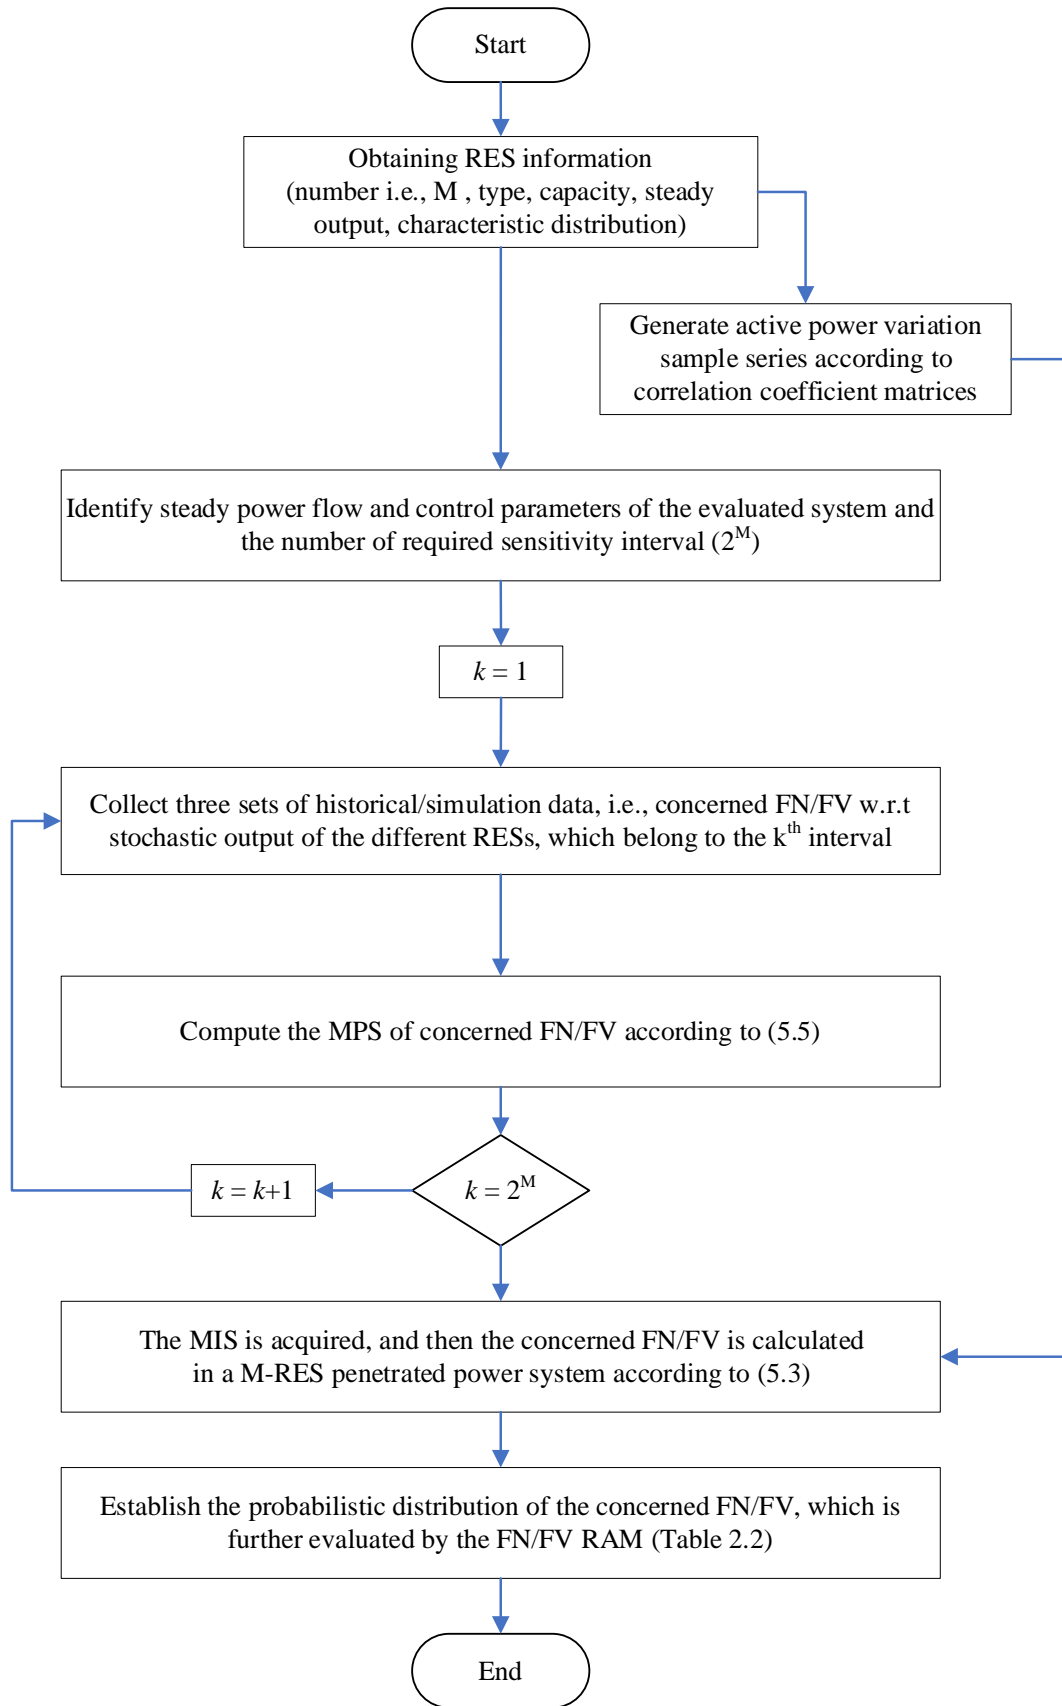 Start
Obtaining RES information
(number i.e., M , type, capacity, steady
output, characteristic distribution)
Generate active power variation
sample series according to
correlation coefficient matrices
Identify steady power flow and control parameters of the evaluated system and
the number of required sensitivity interval (2^M)
k = 1
Collect three sets of historical/simulation data, i.e., concerned FN/FV w.r.t
stochastic output of the different RESs, which belong to the k^th interval
Compute the MPS of concerned FN/FV according to (5.5)
k = k+1
k = 2^M
The MIS is acquired, and then the concerned FN/FV is calculated
in a M-RES penetrated power system according to (5.3)
Establish the probabilistic distribution of the concerned FN/FV, which is
further evaluated by the FN/FV RAM (Table 2.2)
End